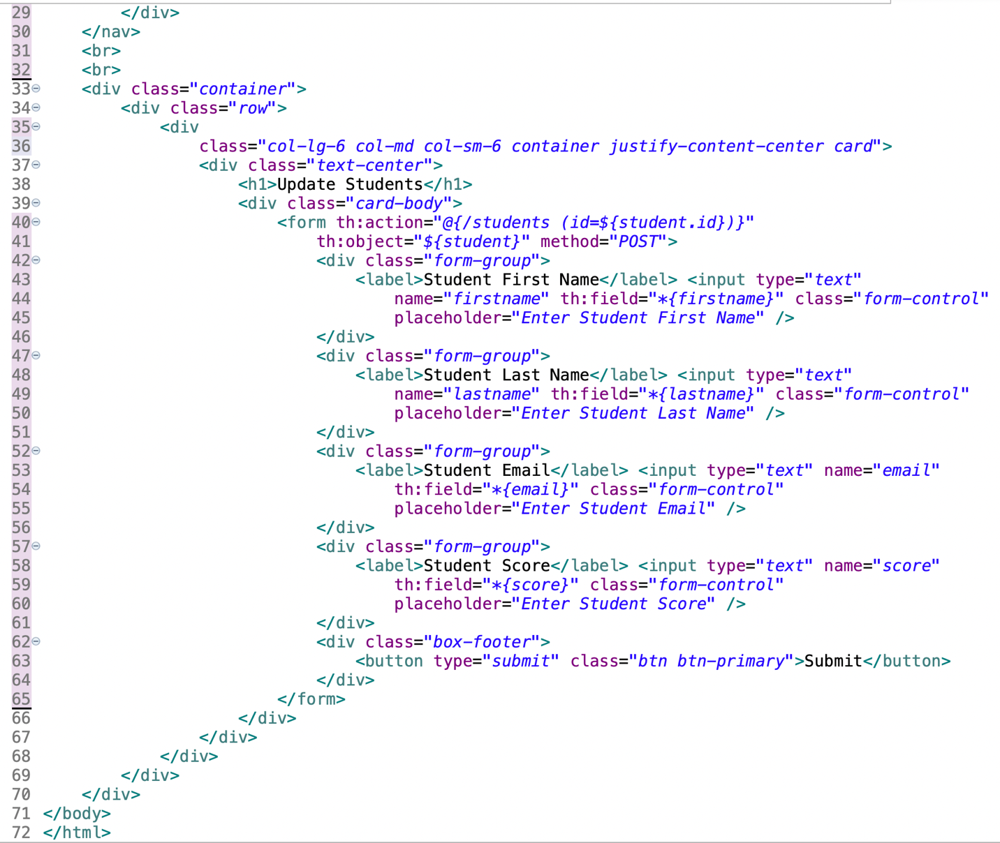 29         </div>
30     </nav>
31     <br>
32     <br>
33     <div class="container">
34         <div class="row">
35             <div
36                 class="col-lg-6 col-md col-sm-6 container justify-content-center card">
37                 <div class="text-center">
38                     <h1>Update Students</h1>
39                     <div class="card-body">
40                         <form th:action="@{/students (id=${student.id})}"
41                             th:object="${student}" method="POST">
42                             <div class="form-group">
43                                 <label>Student First Name</label> <input type="text"
44                                     name="firstname" th:field="*{firstname}" class="form-control"
45                                     placeholder="Enter Student First Name" />
46                             </div>
47                             <div class="form-group">
48                                 <label>Student Last Name</label> <input type="text"
49                                     name="lastname" th:field="*{lastname}" class="form-control"
50                                     placeholder="Enter Student Last Name" />
51                             </div>
52                             <div class="form-group">
53                                 <label>Student Email</label> <input type="text" name="email"
54                                     th:field="*{email}" class="form-control"
55                                     placeholder="Enter Student Email" />
56                             </div>
57                             <div class="form-group">
58                                 <label>Student Score</label> <input type="text" name="score"
59                                     th:field="*{score}" class="form-control"
60                                     placeholder="Enter Student Score" />
61                             </div>
62                             <div class="box-footer">
63                                 <button type="submit" class="btn btn-primary">Submit</button>
64                             </div>
65                         </form>
66                     </div>
67                 </div>
68             </div>
69         </div>
70     </div>
71 </body>
72 </html>